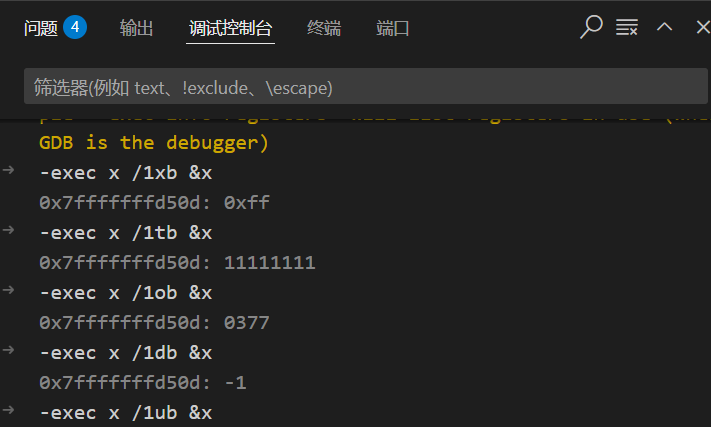 问题 4 输出 调试控制台 终端 端口
筛选器(例如 text、!exclude、\escape)
GDB is the debugger)
→ -exec x /1xb &x
0x7fffffffd50d: 0xff
→ -exec x /1tb &x
0x7fffffffd50d: 11111111
→ -exec x /1ob &x
0x7fffffffd50d: 0377
→ -exec x /1db &x
0x7fffffffd50d: -1
→ -exec x /1ub &x